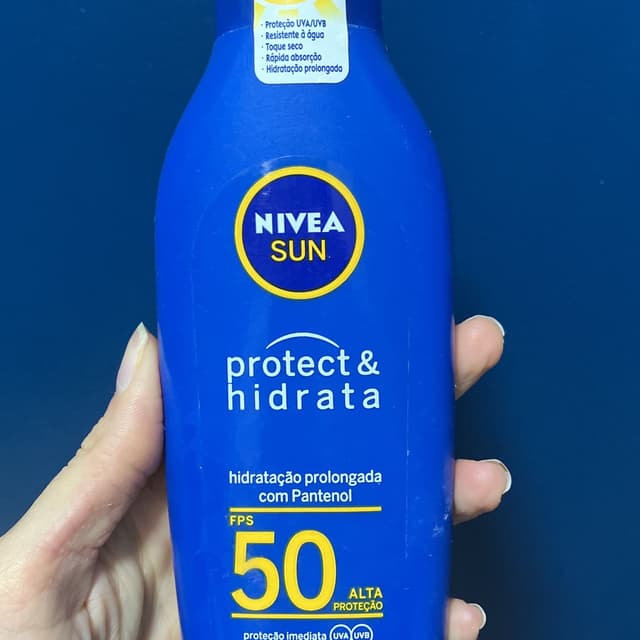 · Proteção UVA/UVB
· Resistente à água
· Toque seco
· Rápida absorção
· Hidratação prolongada
NIVEA
SUN
protect &
hidrata
hidratação prolongada
com Pantenol
FPS
50
ALTA
PROTEÇÃO
proteção imediata UVA UVB